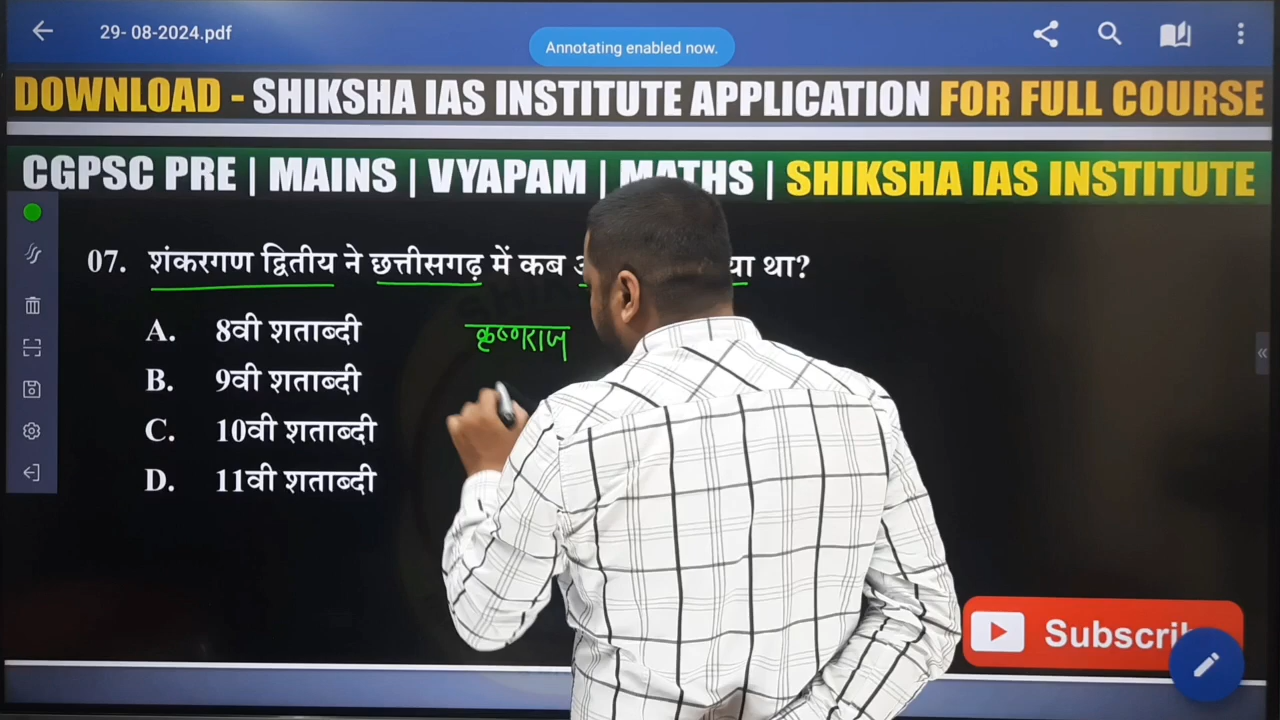 29- 08-2024.pdf
Annotating enabled now.
DOWNLOAD - SHIKSHA IAS INSTITUTE APPLICATION FOR FULL COURSE
CGPSC PRE | MAINS | VYAPAM | MATHS | SHIKSHA IAS INSTITUTE
07. शंकरगण द्वितीय ने छत्तीसगढ़ में कब था?
A. 8वी शताब्दी
कृष्णराज
B. 9वी शताब्दी
C. 10वी शताब्दी
D. 11वी शताब्दी